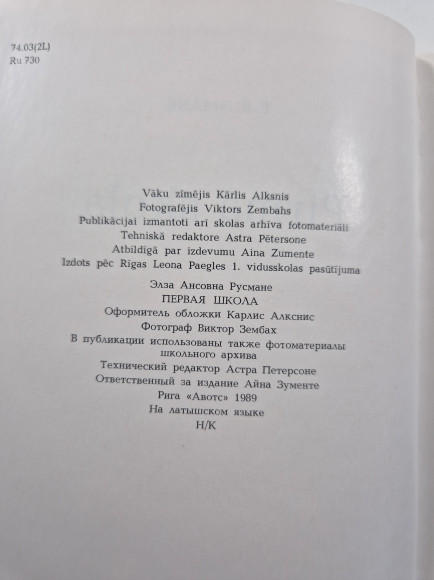 74.03(2L)
Ru 730
Vāku zīmējis Kārlis Alksnis
Fotografējis Viktors Zembahs
Publikācijai izmantoti arī skolas arhīva fotomateriāli
Tehniskā redaktore Astra Pētersone
Atbildīgā par izdevumu Aina Zumente
Izdots pēc Rīgas Leona Paegles 1. vidusskolas pasūtījuma
Элза Ансовна Русмане
ПЕРВАЯ ШКОЛА
Оформитель обложки Карлис Алкснис
Фотограф Виктор Зембах
В публикации использованы также фотоматериалы
школьного архива
Технический редактор Астра Петерсоне
Ответственный за издание Айна Зументе
Рига «Авотс» 1989
На латышском языке
Н/К